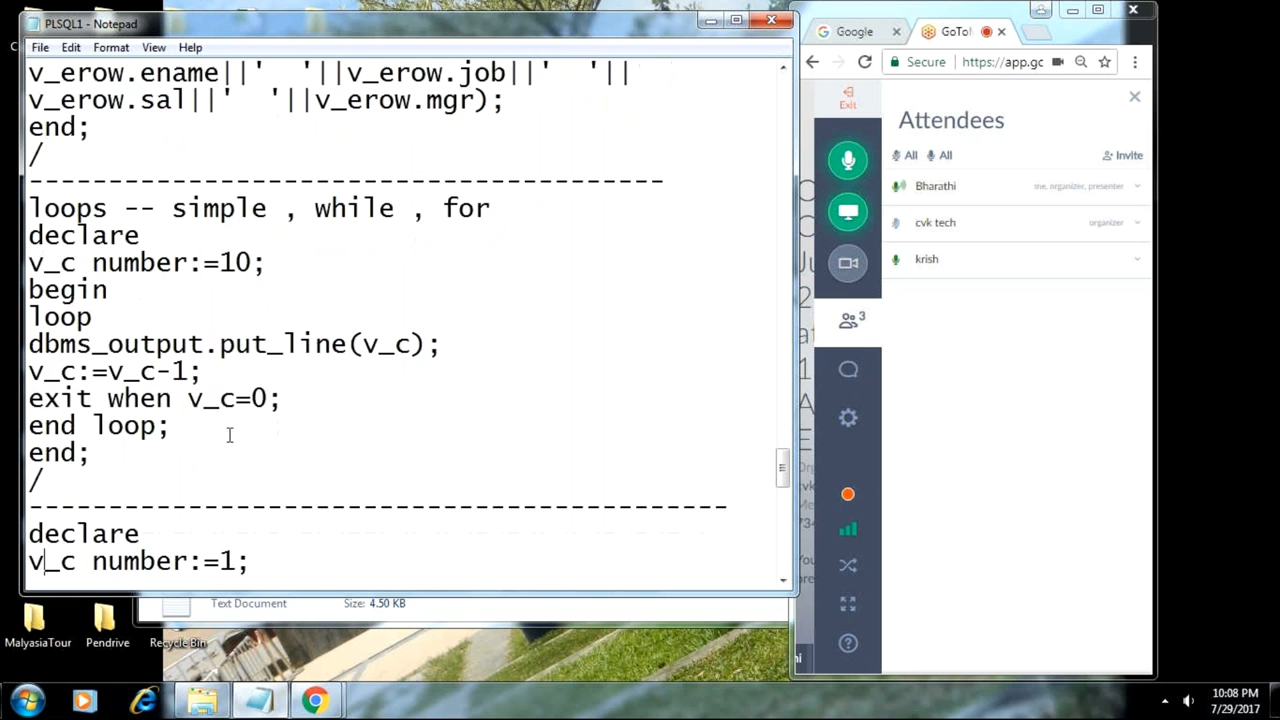 PLSQL1 - Notepad
File Edit Format View Help
v_erow.ename||'  '||v_erow.job||'  '||
v_erow.sal||'  '||v_erow.mgr);
end;
/
----------------------------------------
loops -- simple , while , for
declare
v_c number:=10;
begin
loop
dbms_output.put_line(v_c);
v_c:=v_c-1;
exit when v_c=0;
end loop;
end;
/
--------------------------------------------
declare
v_c number:=1;
Text Document Size: 4.50 KB
MalyasiaTour Pendrive Recycle Bin
Google GoTo
Secure https://app.gc
Exit
Attendees
All All Invite
Bharathi me, organizer, presenter
cvk tech organizer
krish
3
10:08 PM
7/29/2017